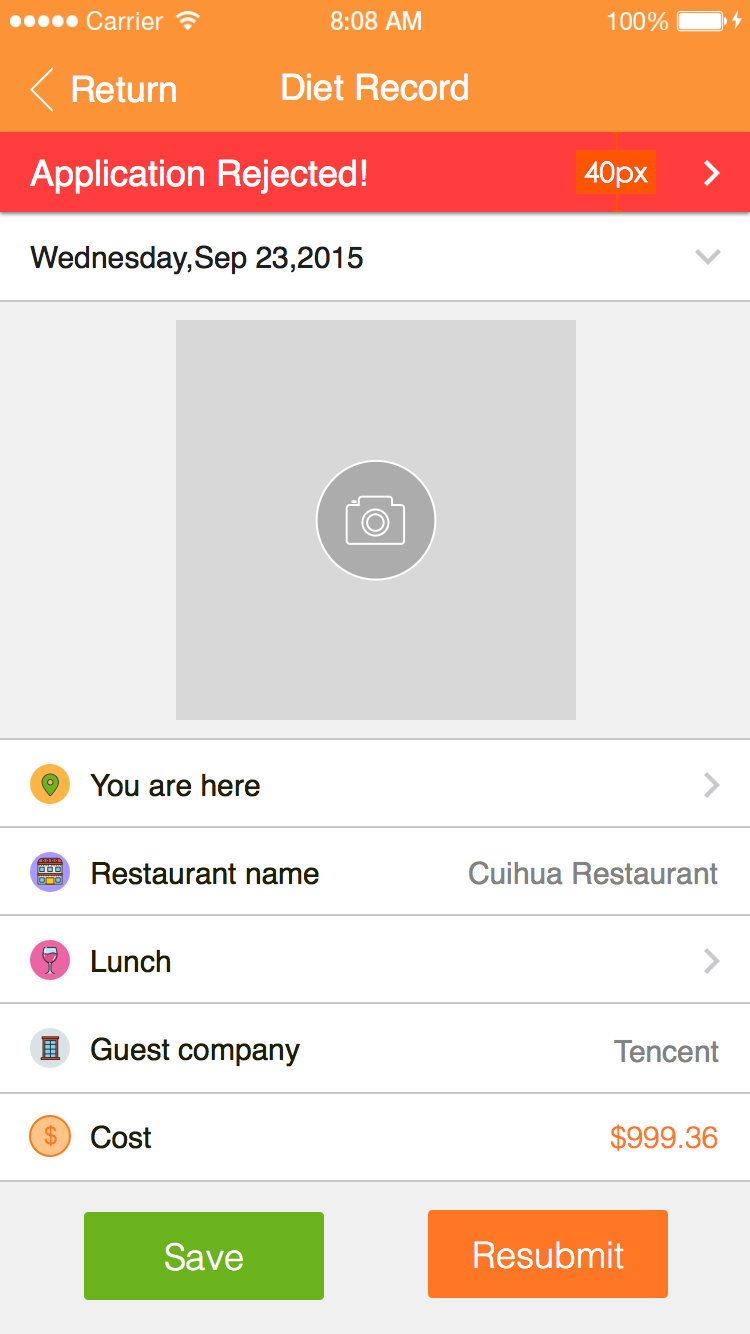 Carrier 8:08 AM 100%
Return Diet Record
Application Rejected! 40px
Wednesday,Sep 23,2015
You are here
Restaurant name Cuihua Restaurant
Lunch
Guest company Tencent
$ Cost $999.36
Save Resubmit